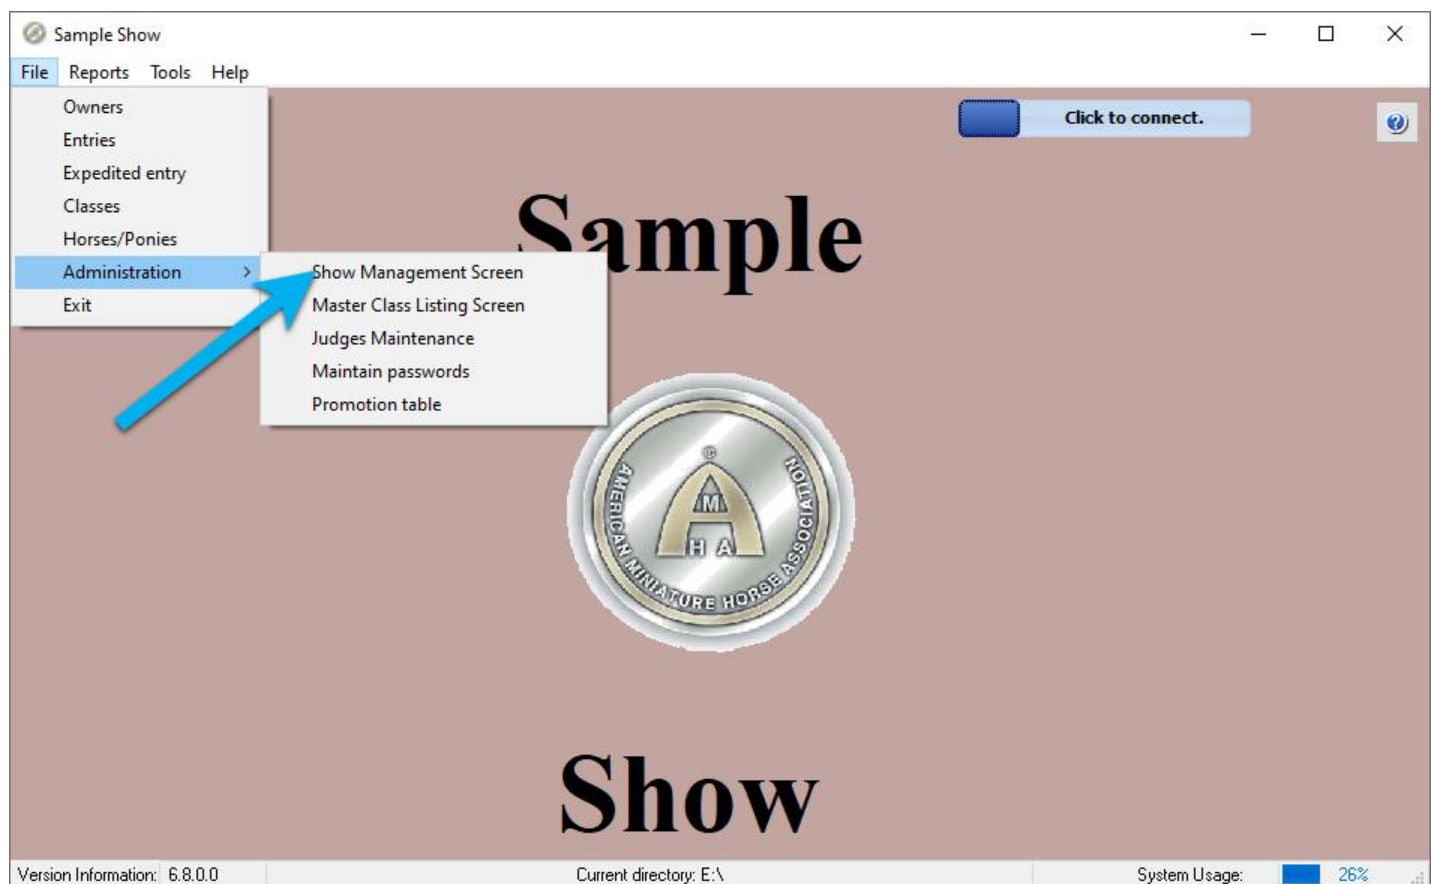 Sample Show
File Reports Tools Help
Owners
Entries
Expedited entry
Classes
Horses/Ponies
Administration >
Exit
Show Management Screen
Master Class Listing Screen
Judges Maintenance
Maintain passwords
Promotion table
Click to connect.
Sample
AMERICAN MINIATURE HORSE ASSOCIATION
©
M
H A
Show
Version Information: 6.8.0.0 Current directory: E:\ System Usage: 26%